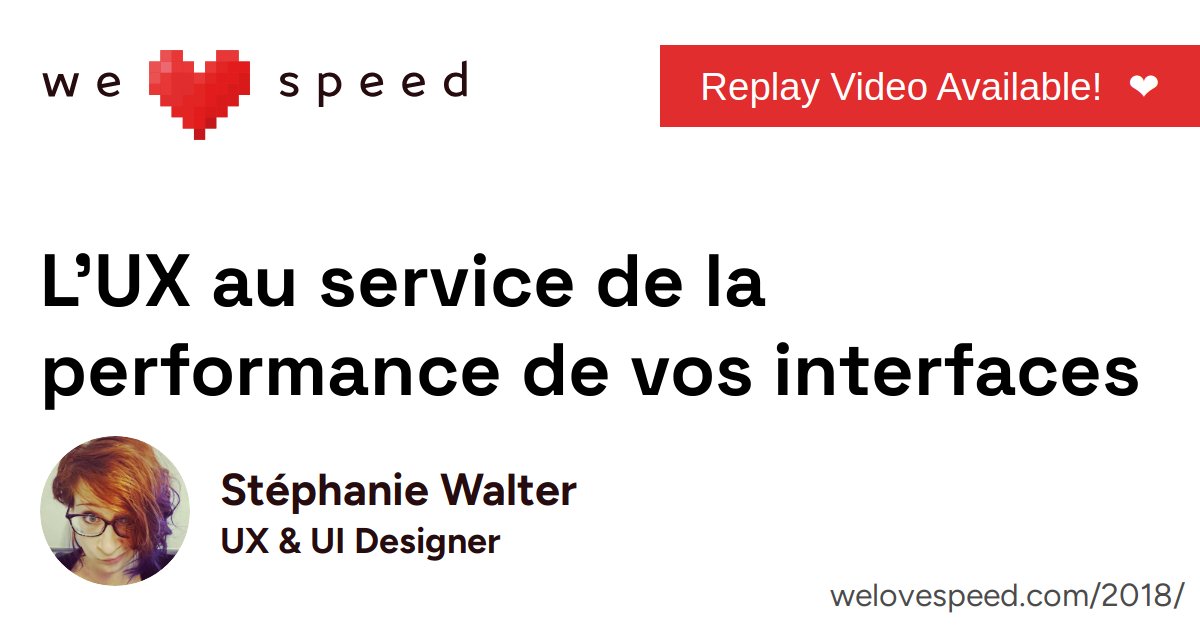 we speed
Replay Video Available! ❤
L’UX au service de la
performance de vos interfaces
Stéphanie Walter
UX & UI Designer
welovespeed.com/2018/